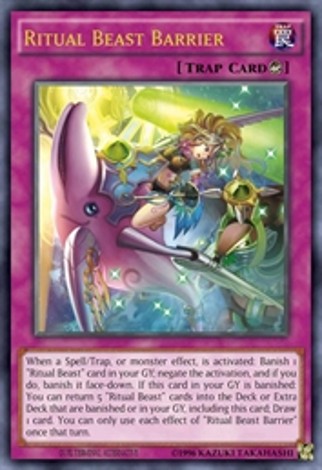 RITUAL BEAST BARRIER
[TRAP CARD]
When a Spell/Trap, or monster effect, is activated: Banish 1
"Ritual Beast" card in your GY; negate the activation, and if you
do, banish it face-down. If this card in your GY is banished:
You can return 5 "Ritual Beast" cards into the Deck or Extra
Deck that are banished or in your GY, including this card; Draw
1 card. You can only use each effect of "Ritual Beast Barrier"
once that turn.
©1996 KAZUKI TAKAHASHI